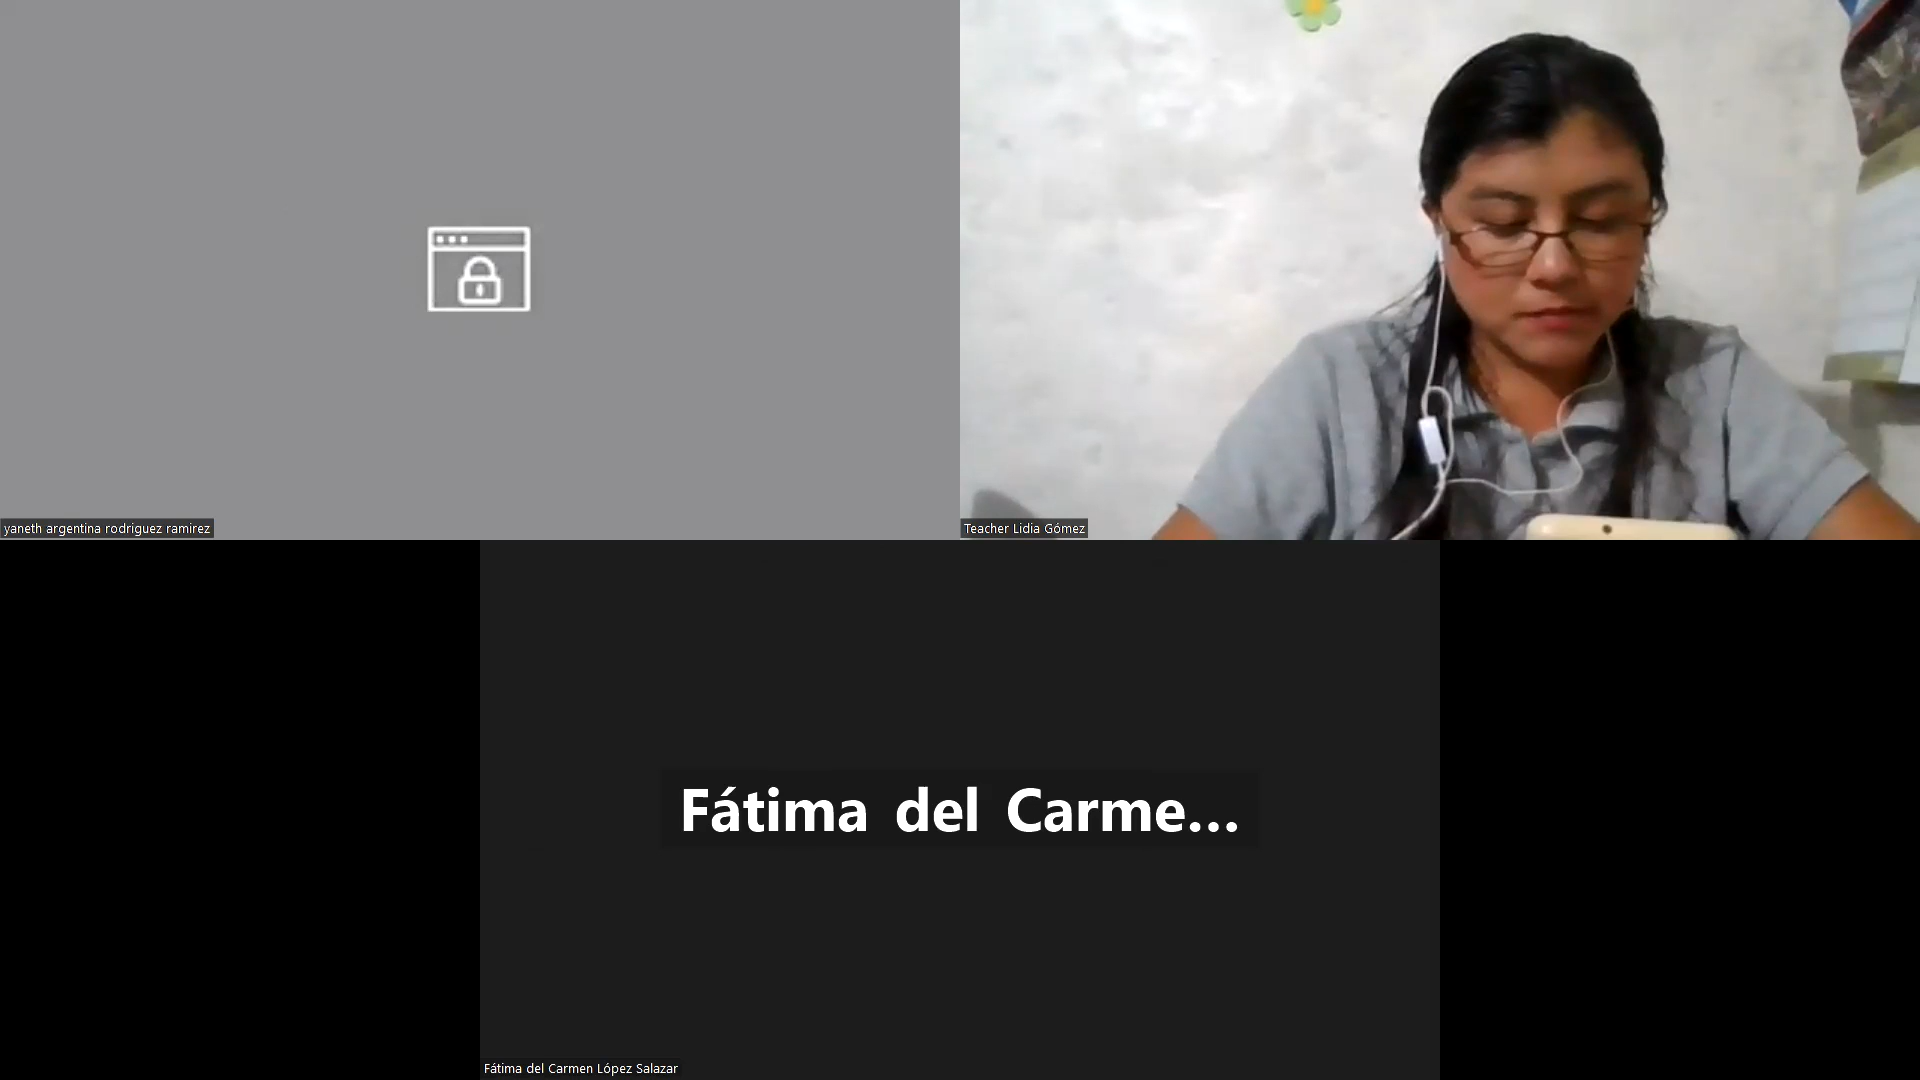 yaneth argentina rodriguez ramirez
Teacher Lidia Gómez
Fátima del Carme...
Fátima del Carmen López Salazar